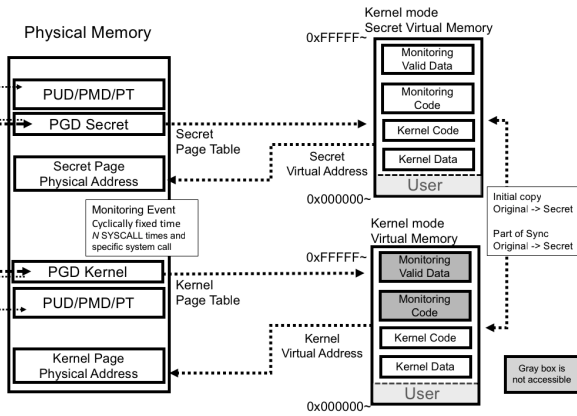 Physical Memory
PUD/PMD/PT
PGD Secret
Secret Page
Physical Address
Monitoring Event
Cyclically fixed time
N SYSCALL times and
specific system call
PGD Kernel
PUD/PMD/PT
Kernel Page
Physical Address
Secret
Page Table
Secret
Virtual Address
Kernel
Page Table
Kernel
Virtual Address
Kernel mode
Secret Virtual Memory
0xFFFFF~
Monitoring
Valid Data
Monitoring
Code
Kernel Code
Kernel Data
User
0x000000~
Kernel mode
Virtual Memory
0xFFFFF~
Monitoring
Valid Data
Monitoring
Code
Kernel Code
Kernel Data
User
0x000000~
Initial copy
Original -> Secret
Part of Sync
Original -> Secret
Gray box is
not accessible